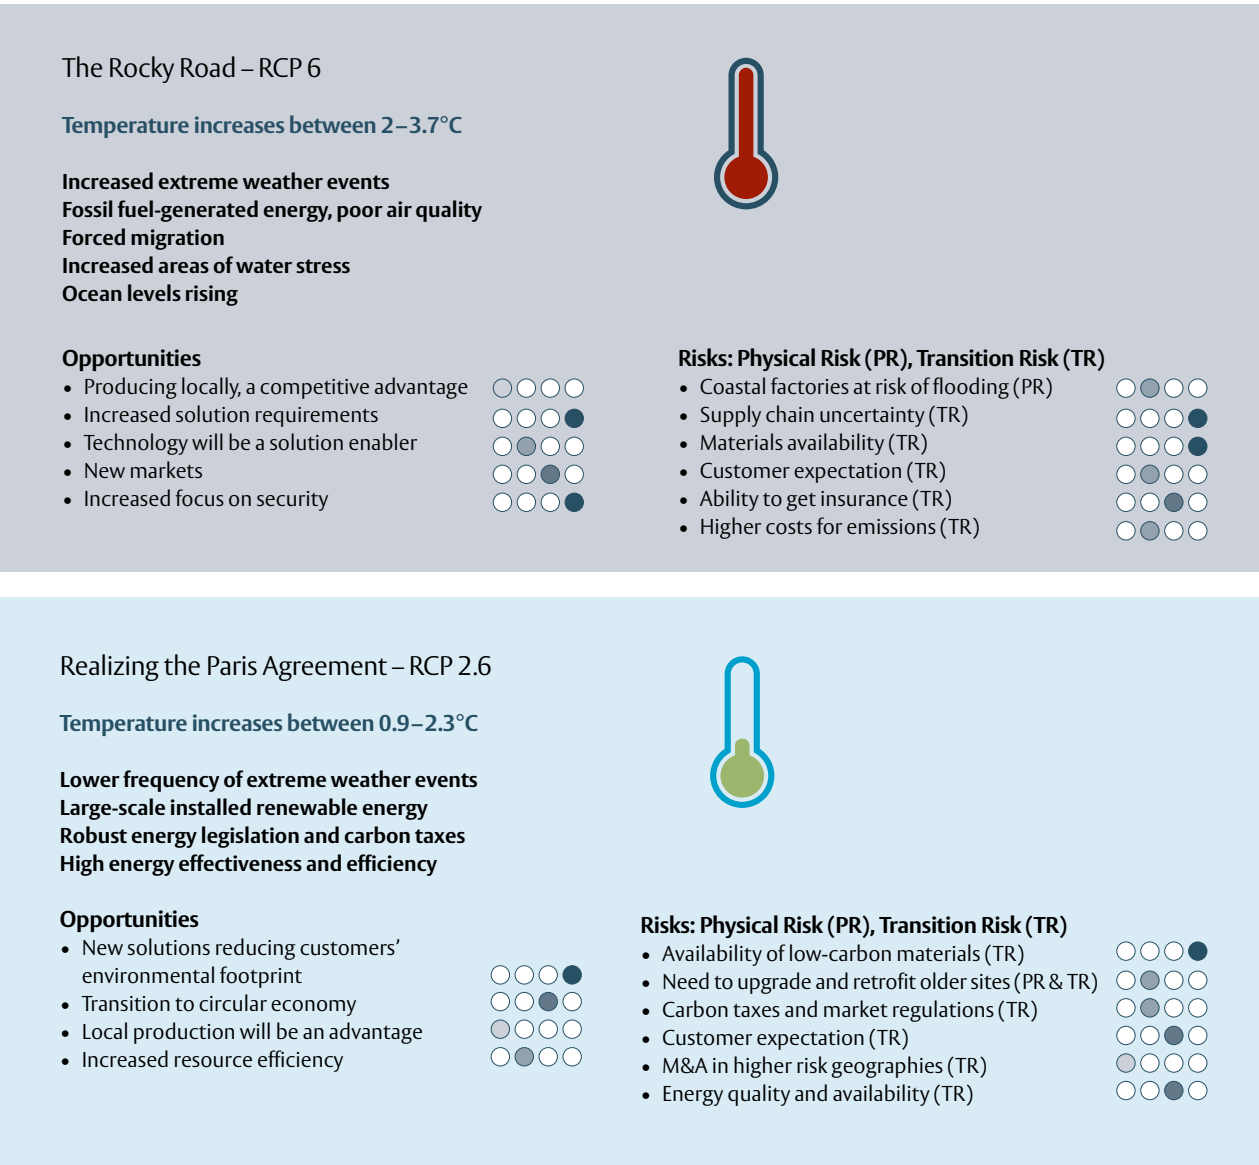 The Rocky Road – RCP 6
Temperature increases between 2–3.7°C
Increased extreme weather events
Fossil fuel-generated energy, poor air quality
Forced migration
Increased areas of water stress
Ocean levels rising
Opportunities
• Producing locally, a competitive advantage
• Increased solution requirements
• Technology will be a solution enabler
• New markets
• Increased focus on security
Risks: Physical Risk (PR), Transition Risk (TR)
• Coastal factories at risk of flooding (PR)
• Supply chain uncertainty (TR)
• Materials availability (TR)
• Customer expectation (TR)
• Ability to get insurance (TR)
• Higher costs for emissions (TR)
Realizing the Paris Agreement – RCP 2.6
Temperature increases between 0.9–2.3°C
Lower frequency of extreme weather events
Large-scale installed renewable energy
Robust energy legislation and carbon taxes
High energy effectiveness and efficiency
Opportunities
• New solutions reducing customers’
environmental footprint
• Transition to circular economy
• Local production will be an advantage
• Increased resource efficiency
Risks: Physical Risk (PR), Transition Risk (TR)
• Availability of low-carbon materials (TR)
• Need to upgrade and retrofit older sites (PR & TR)
• Carbon taxes and market regulations (TR)
• Customer expectation (TR)
• M&A in higher risk geographies (TR)
• Energy quality and availability (TR)